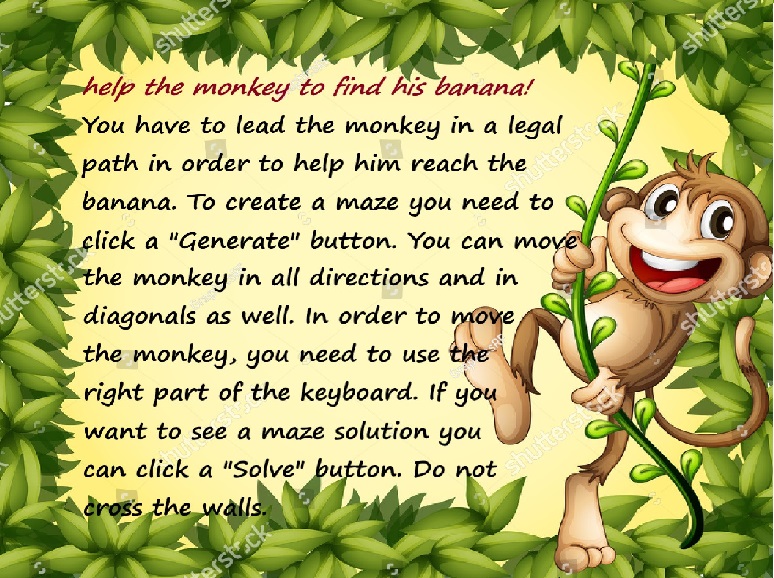 help the monkey to find his banana!
You have to lead the monkey in a legal
path in order to help him reach the
banana. To create a maze you need to
click a "Generate" button. You can move
the monkey in all directions and in
diagonals as well. In order to move
the monkey, you need to use the
right part of the keyboard. If you
want to see a maze solution you
can click a "Solve" button. Do not
cross the walls.
shutterstock